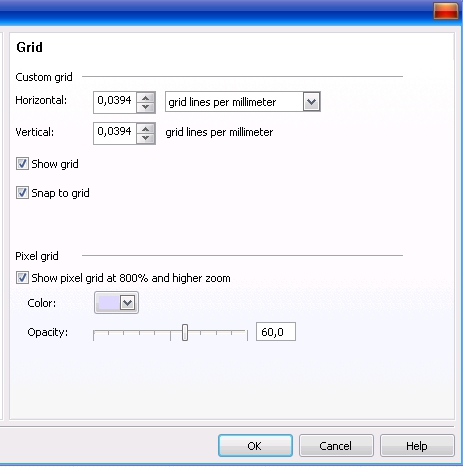 Grid
Custom grid
Horizontal: 0,0394 grid lines per millimeter
Vertical: 0,0394 grid lines per millimeter
Show grid
Snap to grid
Pixel grid
Show pixel grid at 800% and higher zoom
Color:
Opacity: 60,0
OK Cancel Help